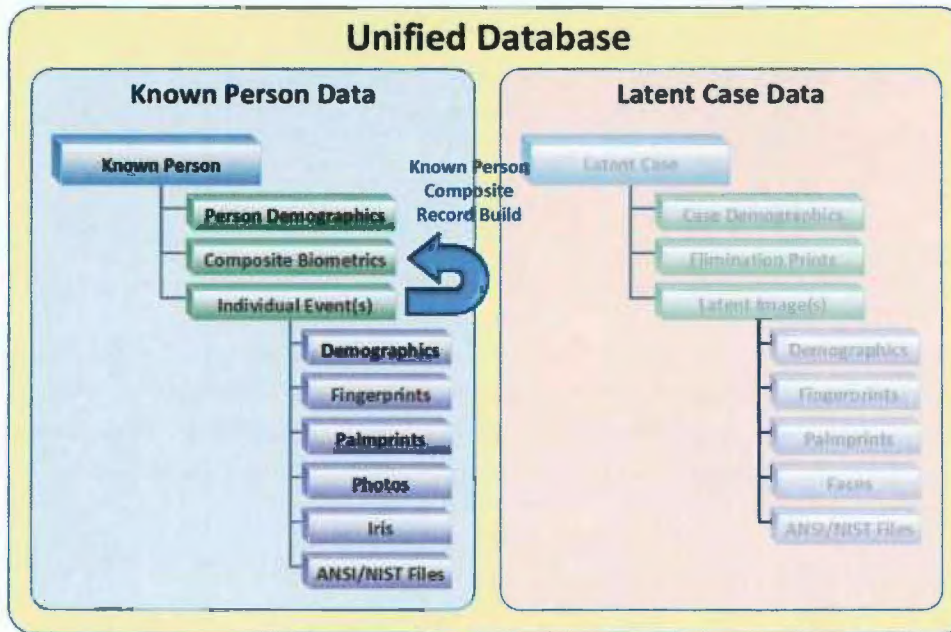 Unified Database
Known Person Data
Known Person
Person Demographics
Composite Biometrics
Individual Event(s)
Demographics
Fingerprints
Palmprints
Photos
Iris
ANSI/NIST Files
Known Person
Composite
Record Build
Latent Case Data
Latent Case
Case Demographics
Elimination Prints
Latent Image(s)
Demographics
Fingerprints
Palmprints
Faces
ANSI/NIST Files